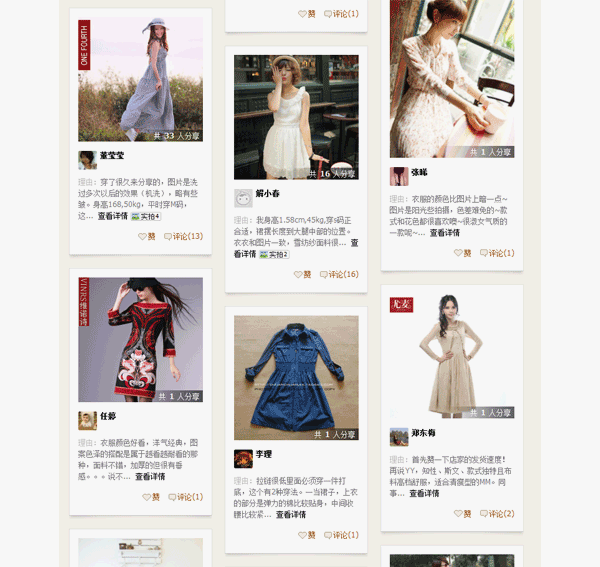 ONE FOURTH
共 33 人分享
董莹莹
理由：穿了很久来分享的，图片是洗
过多次以后的效果（机洗），略有些
皱。身高168,50kg，平时穿M码，
这... 查看详情 实拍4
赞 评论(13)
共 1 人分享
任婷
理由：衣服颜色好看，洋气经典，图
案色泽的搭配是属于越看越耐看的那
种，面料不错，加厚的但很有垂
感。。。说不... 查看详情
赞 评论(1)
赞 评论(1)
共 16 人分享
解小春
理由：我身高1.58cm,45kg,穿s码正
合适，裙摆长度到大腿中部的位置。
衣衣和图片一致，雪纺纱面料很... 查
看详情 实拍2
赞 评论(16)
共 1 人分享
李理
理由：拉链很低里面必须穿一件打
底，这个有2种穿法。一当裙子，上衣
的部分是弹力的绵比较贴身，中间收
腰比较紧... 查看详情
赞 评论(1)
共 1 人分享
张晞
理由：衣服的颜色比图片上暗一点~
图片是阳光些拍摄，色差难免的~款
式和花色都很喜欢噢~很淑女气质的
一款呢~... 查看详情
赞 评论(1)
尤麦
共 1 人分享
郑东梅
理由：首先赞一下店家的发货速度！
再说YY，知性、斯文、款式独特且布
料高档舒服，适合清瘦型的MM。同
事... 查看详情
赞 评论(2)